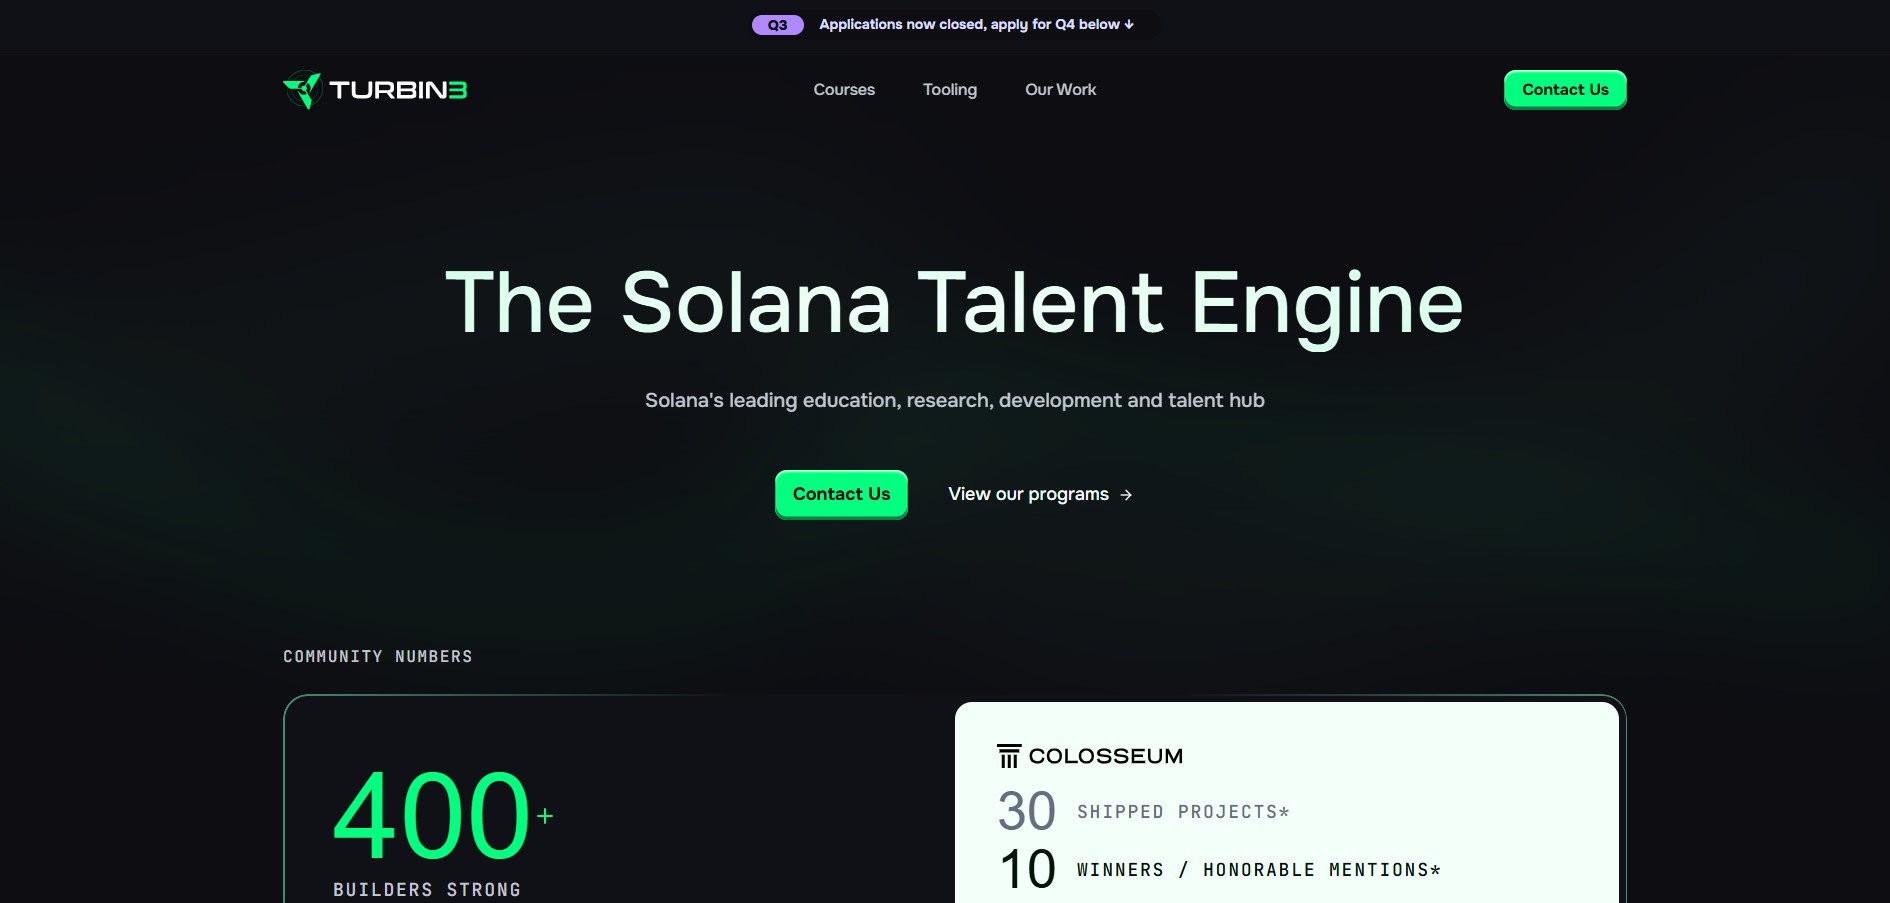 Q3 Applications now closed, apply for Q4 below ↓
TURBIN3 Courses Tooling Our Work Contact Us
The Solana Talent Engine
Solana's leading education, research, development and talent hub
Contact Us View our programs →
COMMUNITY NUMBERS
400+
BUILDERS STRONG
COLOSSEUM
30 SHIPPED PROJECTS*
10 WINNERS / HONORABLE MENTIONS*